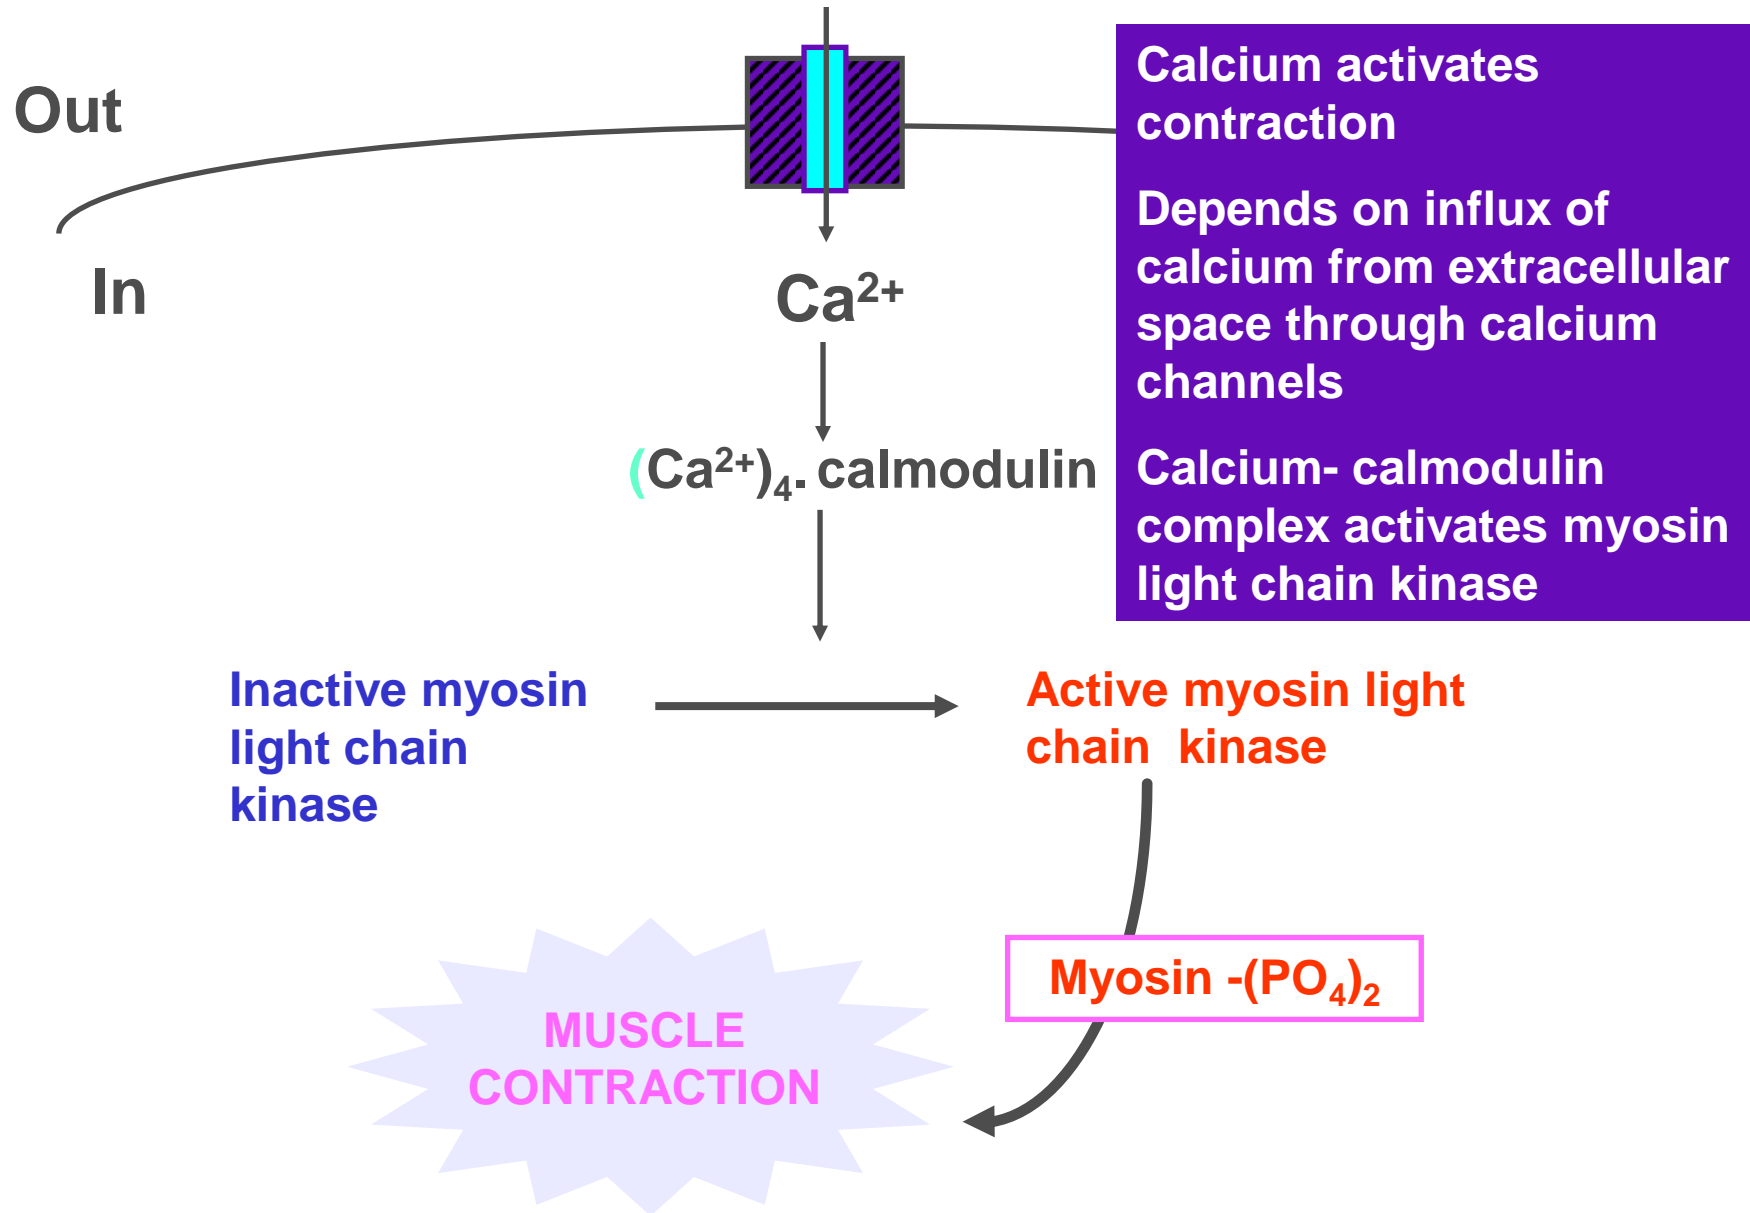 Out
In
Ca²⁺
(Ca²⁺)₄. calmodulin
Calcium activates
contraction
Depends on influx of
calcium from extracellular
space through calcium
channels
Calcium- calmodulin
complex activates myosin
light chain kinase
Inactive myosin
light chain
kinase
Active myosin light
chain  kinase
Myosin -(PO₄)₂
MUSCLE
CONTRACTION